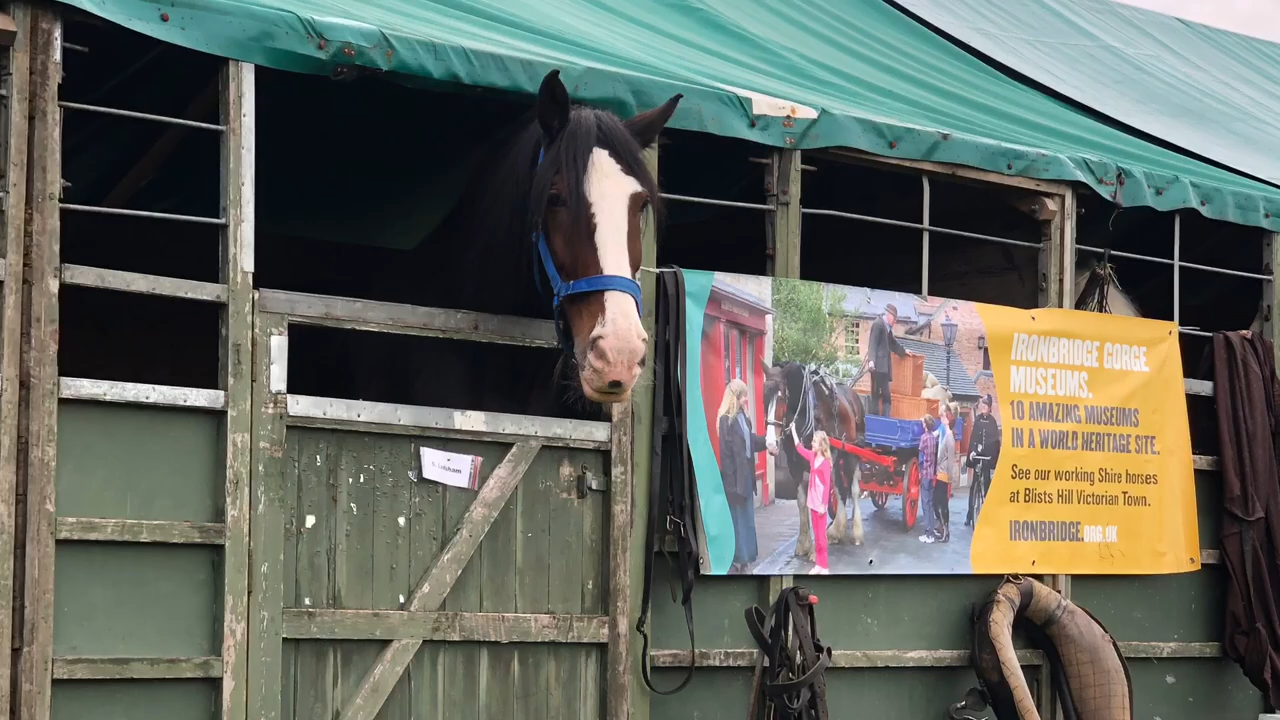 IRONBRIDGE GORGE
MUSEUMS.
10 AMAZING MUSEUMS
IN A WORLD HERITAGE SITE.
See our working Shire horses
at Blists Hill Victorian Town.
IRONBRIDGE.ORG.UK